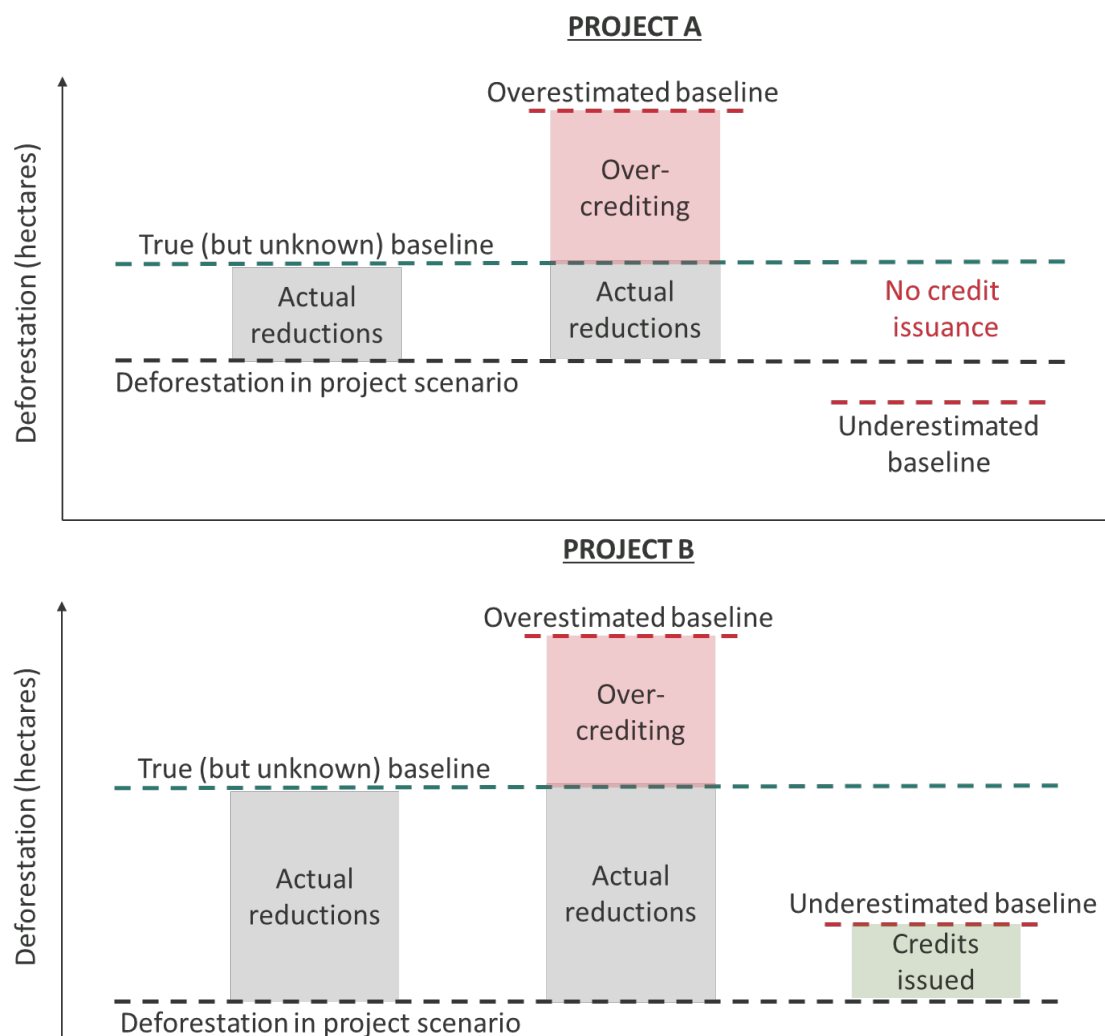 PROJECT A
Overestimated baseline
Over-
crediting
True (but unknown) baseline
Actual
reductions
Actual
reductions
No credit
issuance
Deforestation in project scenario
Underestimated
baseline
Deforestation (hectares)
PROJECT B
Overestimated baseline
Over-
crediting
True (but unknown) baseline
Actual
reductions
Actual
reductions
Underestimated baseline
Credits
issued
Deforestation in project scenario
Deforestation (hectares)